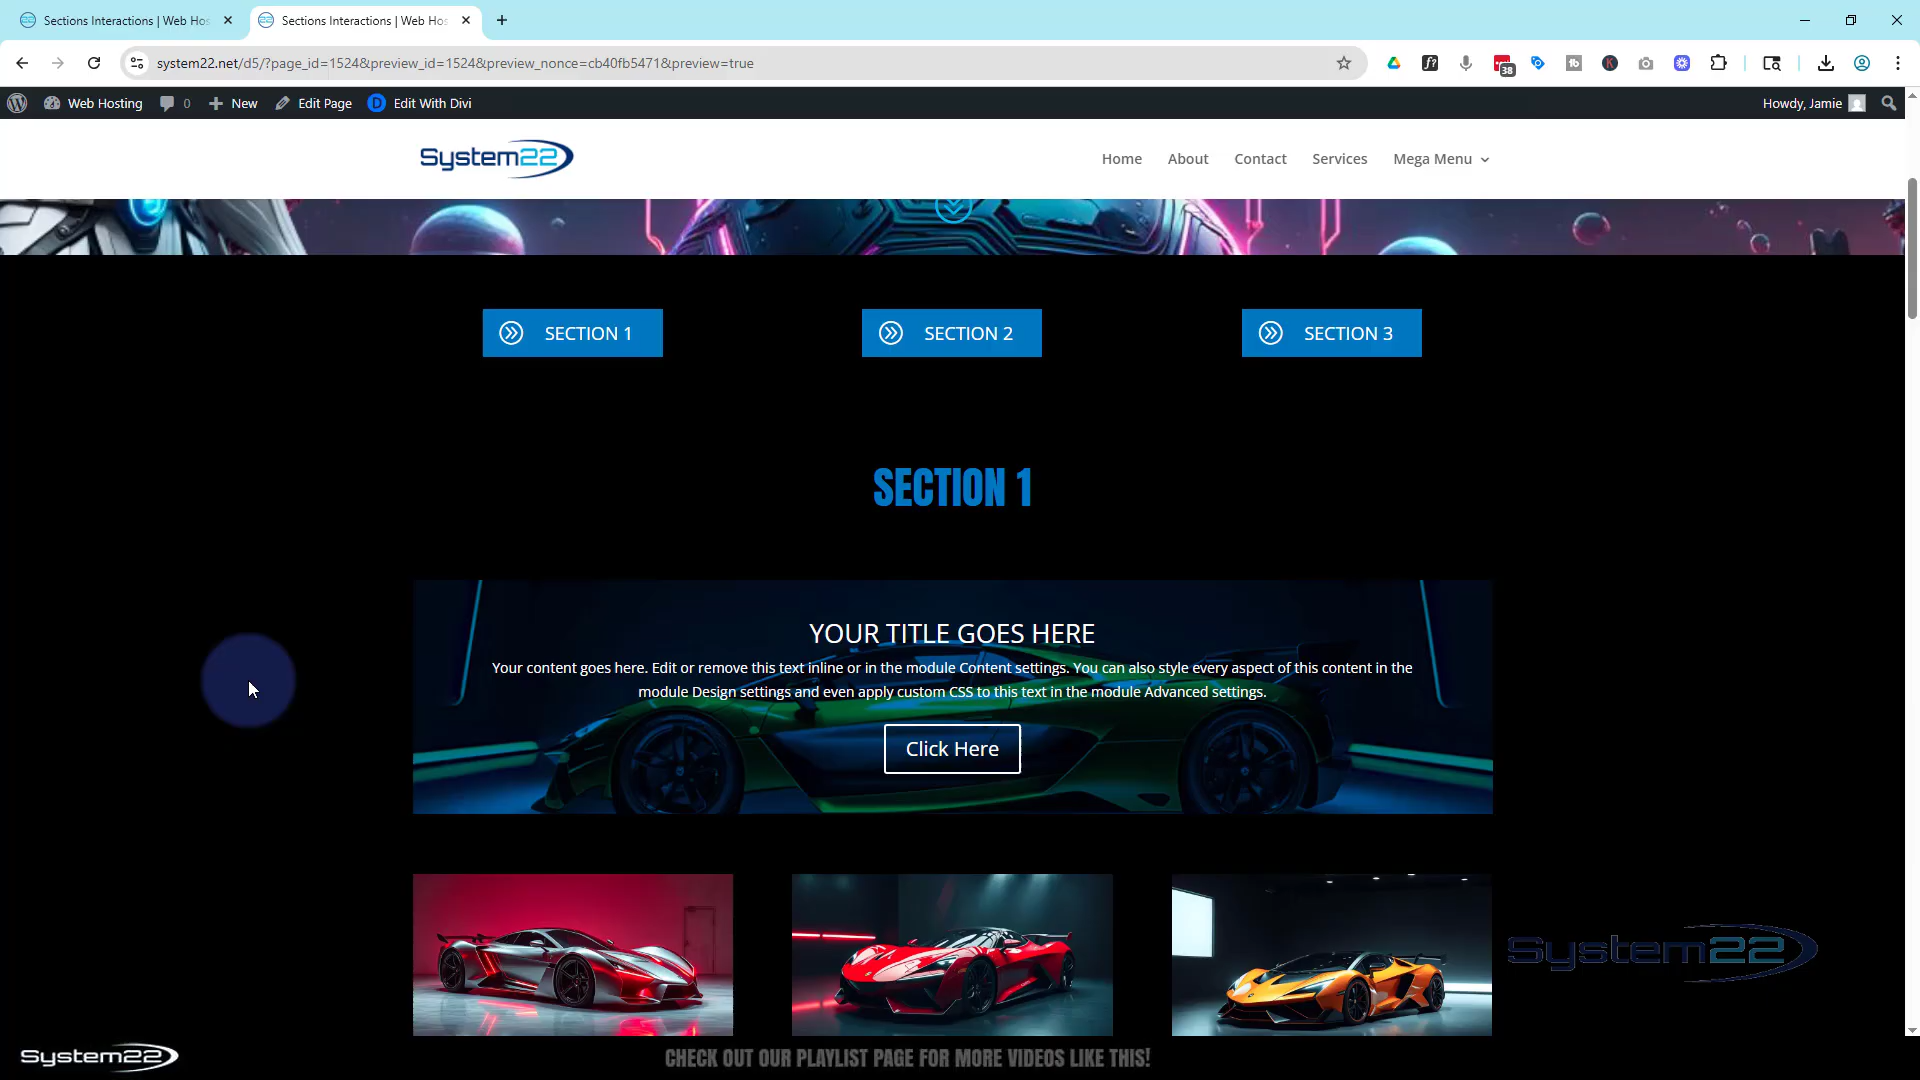 Sections Interactions | Web Hos
Sections Interactions | Web Hos
system22.net/d5/?page_id=1524&preview_id=1524&preview_nonce=cb40fb5471&preview=true
38
Web Hosting 0 New Edit Page Edit With Divi
Howdy, Jamie
System22
Home About Contact Services Mega Menu
SECTION 1
SECTION 2
SECTION 3
SECTION 1
YOUR TITLE GOES HERE
Your content goes here. Edit or remove this text inline or in the module Content settings. You can also style every aspect of this content in the
module Design settings and even apply custom CSS to this text in the module Advanced settings.
Click Here
System22
System22
CHECK OUT OUR PLAYLIST PAGE FOR MORE VIDEOS LIKE THIS!